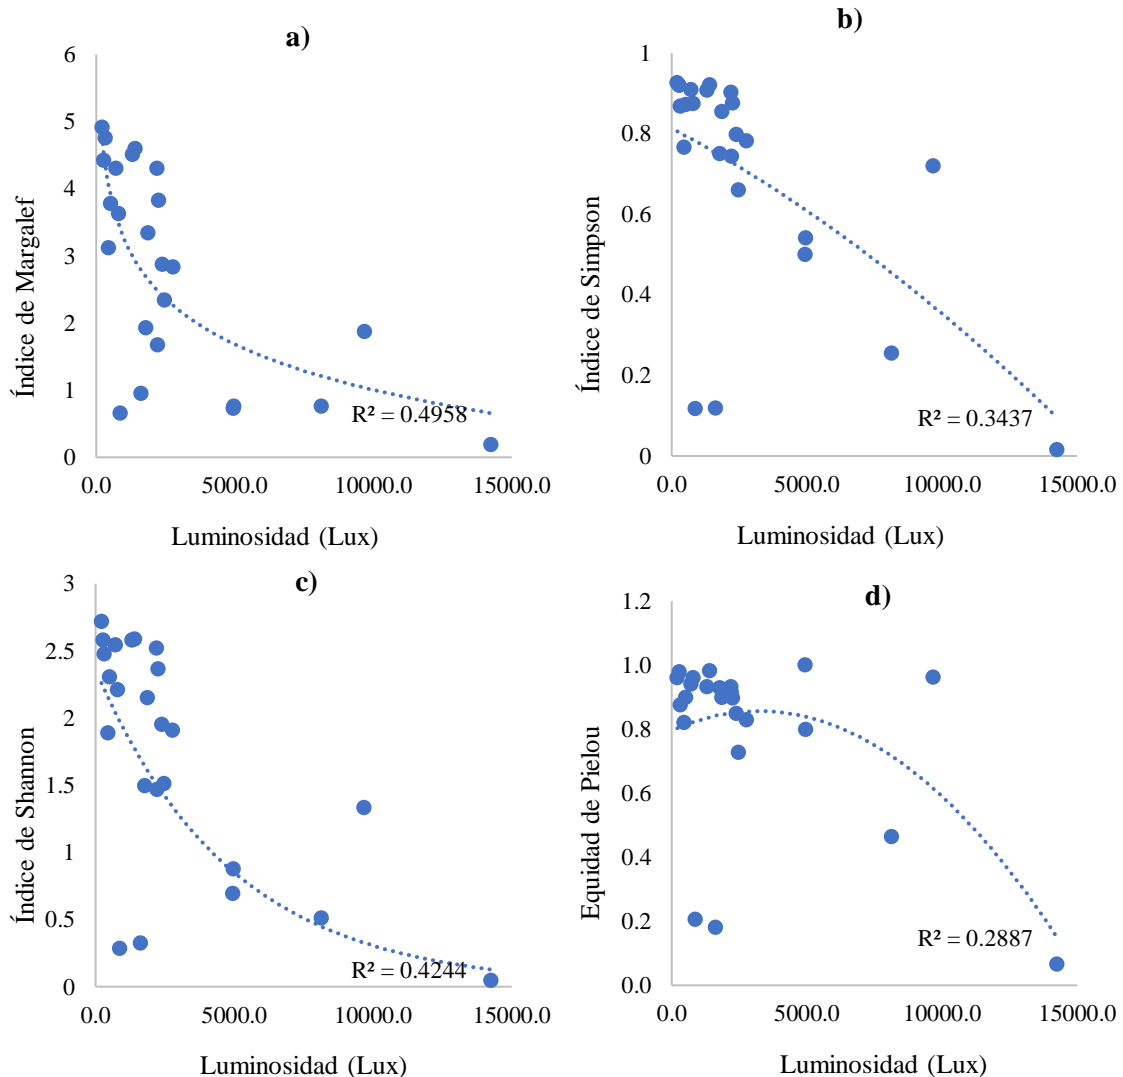 a)
6
5
4
3
2
1
0
Índice de Margalef
R² = 0.4958
0.0 5000.0 10000.0 15000.0
Luminosidad (Lux)
b)
1
0.8
0.6
0.4
0.2
0
Índice de Simpson
R² = 0.3437
0.0 5000.0 10000.0 15000.0
Luminosidad (Lux)
c)
3
2.5
2
1.5
1
0.5
0
Índice de Shannon
R² = 0.4244
0.0 5000.0 10000.0 15000.0
Luminosidad (Lux)
d)
1.2
1.0
0.8
0.6
0.4
0.2
0.0
Equidad de Pielou
R² = 0.2887
0.0 5000.0 10000.0 15000.0
Luminosidad (Lux)